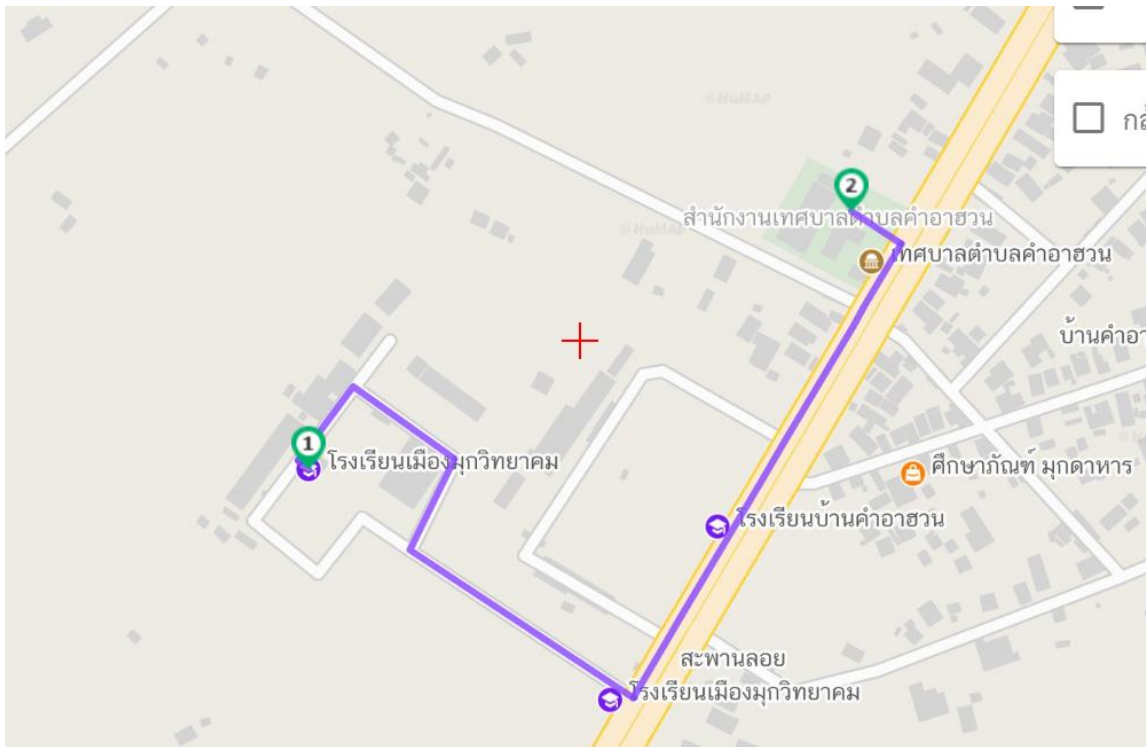 ©NuMAP
กล
2
สำนักงานเทศบาลตำบลคำอาฮวน
©NuMAP
เทศบาลตำบลคำอาฮวน
บ้านคำอา
1
โรงเรียนเมืองมุกวิทยาคม
ศึกษาภัณฑ์ มุกดาหาร
โรงเรียนบ้านคำอาฮวน
สะพานลอย
โรงเรียนเมืองมุกวิทยาคม